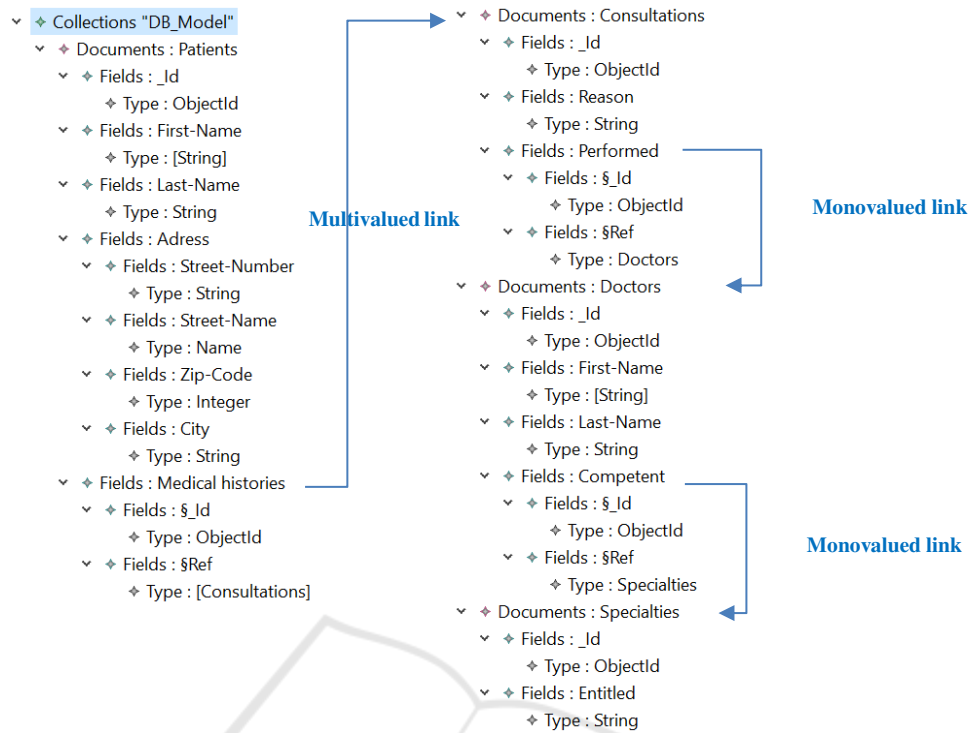 Collections "DB_Model"
Documents : Patients
Fields : _Id
Type : ObjectId
Fields : First-Name
Type : [String]
Fields : Last-Name
Type : String
Fields : Adress
Fields : Street-Number
Type : String
Fields : Street-Name
Type : Name
Fields : Zip-Code
Type : Integer
Fields : City
Type : String
Fields : Medical histories
Fields : §_Id
Type : ObjectId
Fields : §Ref
Type : [Consultations]
Multivalued link
Documents : Consultations
Fields : _Id
Type : ObjectId
Fields : Reason
Type : String
Fields : Performed
Fields : §_Id
Type : ObjectId
Fields : §Ref
Type : Doctors
Monovalued link
Documents : Doctors
Fields : _Id
Type : ObjectId
Fields : First-Name
Type : [String]
Fields : Last-Name
Type : String
Fields : Competent
Fields : §_Id
Type : ObjectId
Fields : §Ref
Type : Specialties
Monovalued link
Documents : Specialties
Fields : _Id
Type : ObjectId
Fields : Entitled
Type : String